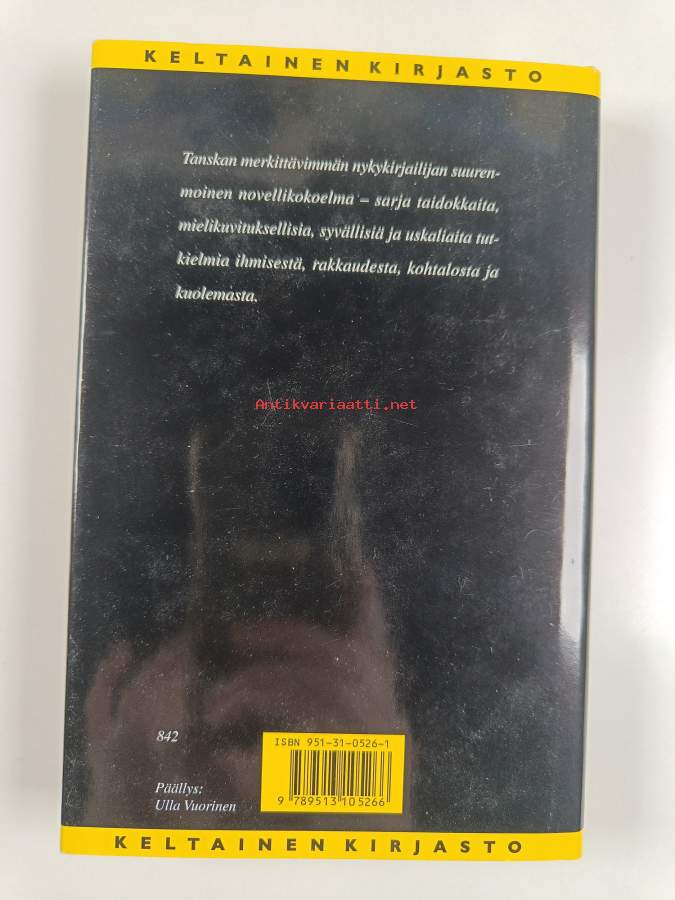 KELTAINEN KIRJASTO
Tanskan merkittävimmän nykykirjailijan suuren-
moinen novellikokoelma – sarja taidokkaita,
mielikuvituksellisia, syvällisiä ja uskaliaita tut-
kielmia ihmisestä, rakkaudesta, kohtalosta ja
kuolemasta.
Antikvariaatti.net
842
ISBN 951-31-0526-1
9 789513 105266
Päällys:
Ulla Vuorinen
KELTAINEN KIRJASTO